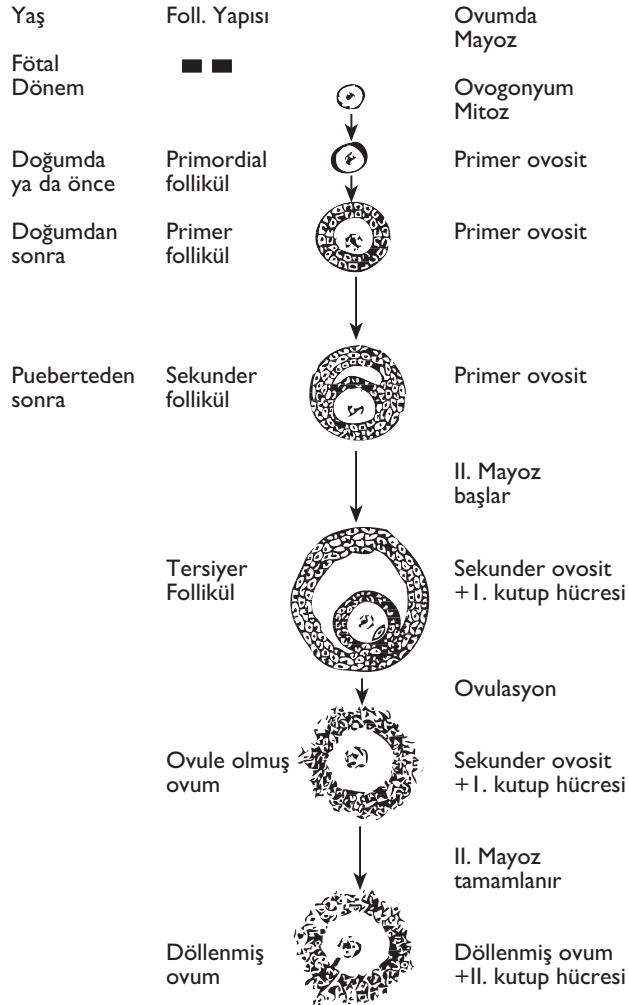 Yaş Foll. Yapısı Ovumda
Mayoz
Fötal
Dönem Ovogonyum
Mitoz
Doğumda Primordial Primer ovosit
ya da önce follikül
Doğumdan Primer Primer ovosit
sonra follikül
Pueberteden Sekunder Primer ovosit
sonra follikül
II. Mayoz
başlar
Tersiyer Sekunder ovosit
Follikül +1. kutup hücresi
Ovulasyon
Ovule olmuş Sekunder ovosit
ovum +1. kutup hücresi
II. Mayoz
tamamlanır
Döllenmiş Döllenmiş ovum
ovum +II. kutup hücresi